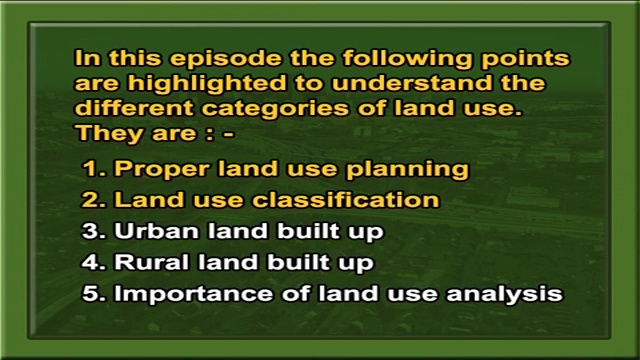 In this episode the following points
are highlighted to understand the
different categories of land use.
They are : -
1. Proper land use planning
2. Land use classification
3. Urban land built up
4. Rural land built up
5. Importance of land use analysis